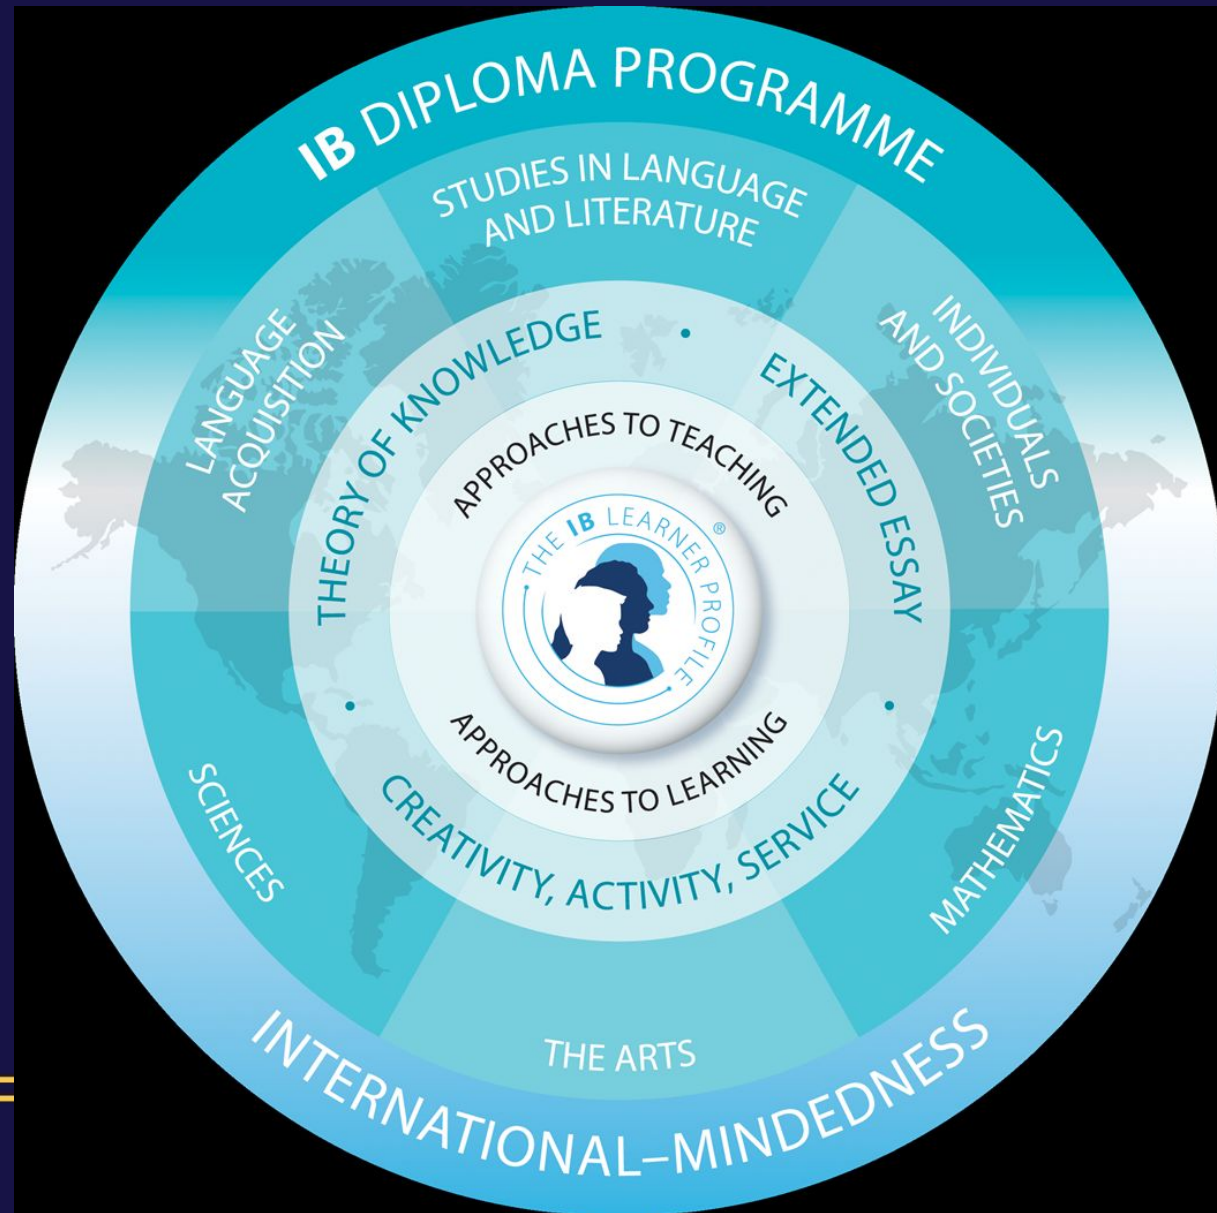 IB DIPLOMA PROGRAMME
STUDIES IN LANGUAGE
AND LITERATURE
LANGUAGE
ACQUISITION
INDIVIDUALS
AND SOCIETIES
THEORY OF KNOWLEDGE
•
EXTENDED ESSAY
•
CREATIVITY, ACTIVITY, SERVICE
•
APPROACHES TO TEACHING
THE IB LEARNER PROFILE ®
APPROACHES TO LEARNING
SCIENCES
MATHEMATICS
THE ARTS
INTERNATIONAL–MINDEDNESS